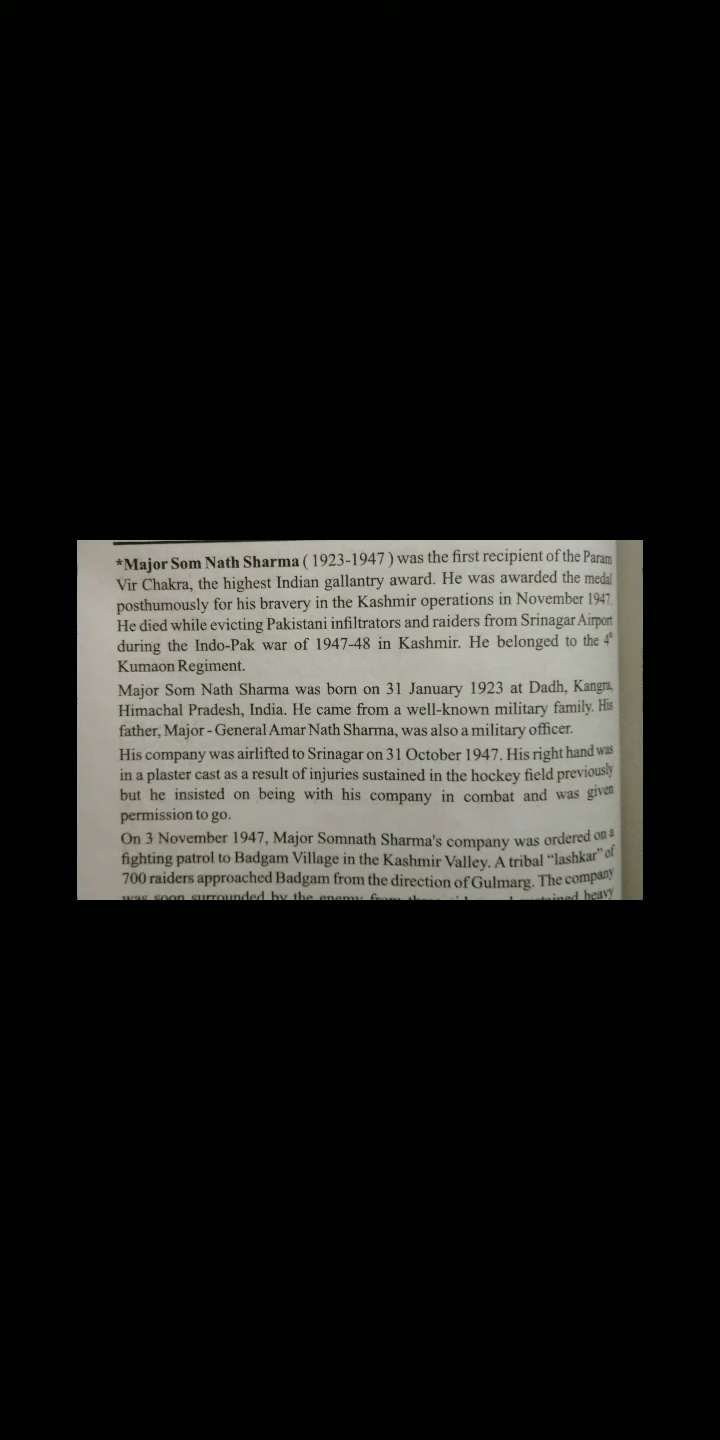 *Major Som Nath Sharma ( 1923-1947 ) was the first recipient of the Param
Vir Chakra, the highest Indian gallantry award. He was awarded the medal
posthumously for his bravery in the Kashmir operations in November 1947.
He died while evicting Pakistani infiltrators and raiders from Srinagar Airport
during the Indo-Pak war of 1947-48 in Kashmir. He belonged to the 4th
Kumaon Regiment.
Major Som Nath Sharma was born on 31 January 1923 at Dadh, Kangra,
Himachal Pradesh, India. He came from a well-known military family. His
father, Major - General Amar Nath Sharma, was also a military officer.
His company was airlifted to Srinagar on 31 October 1947. His right hand was
in a plaster cast as a result of injuries sustained in the hockey field previously
but he insisted on being with his company in combat and was given
permission to go.
On 3 November 1947, Major Somnath Sharma's company was ordered on a
fighting patrol to Badgam Village in the Kashmir Valley. A tribal “lashkar” of
700 raiders approached Badgam from the direction of Gulmarg. The company
was soon surrounded by the enemy from heavy